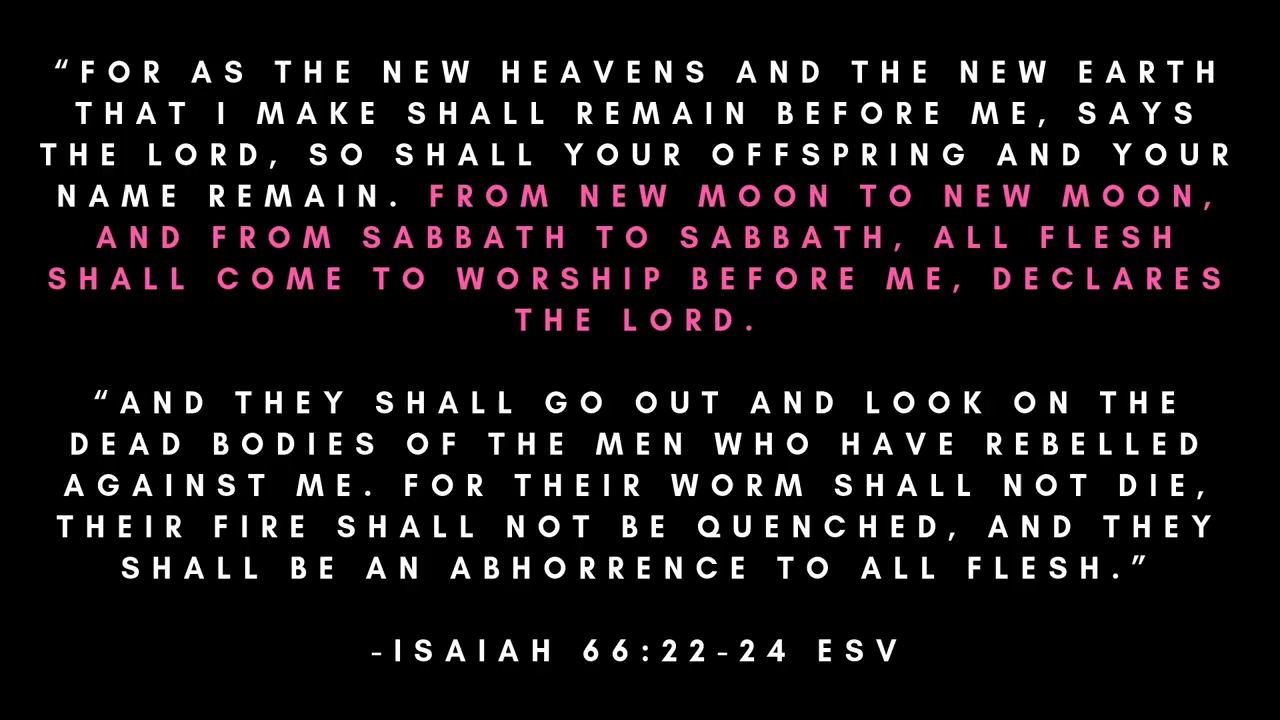 “FOR AS THE NEW HEAVENS AND THE NEW EARTH
THAT I MAKE SHALL REMAIN BEFORE ME, SAYS
THE LORD, SO SHALL YOUR OFFSPRING AND YOUR
NAME REMAIN. FROM NEW MOON TO NEW MOON,
AND FROM SABBATH TO SABBATH, ALL FLESH
SHALL COME TO WORSHIP BEFORE ME, DECLARES
THE LORD.
“AND THEY SHALL GO OUT AND LOOK ON THE
DEAD BODIES OF THE MEN WHO HAVE REBELLED
AGAINST ME. FOR THEIR WORM SHALL NOT DIE,
THEIR FIRE SHALL NOT BE QUENCHED, AND THEY
SHALL BE AN ABHORRENCE TO ALL FLESH.”
-ISAIAH 66:22-24 ESV